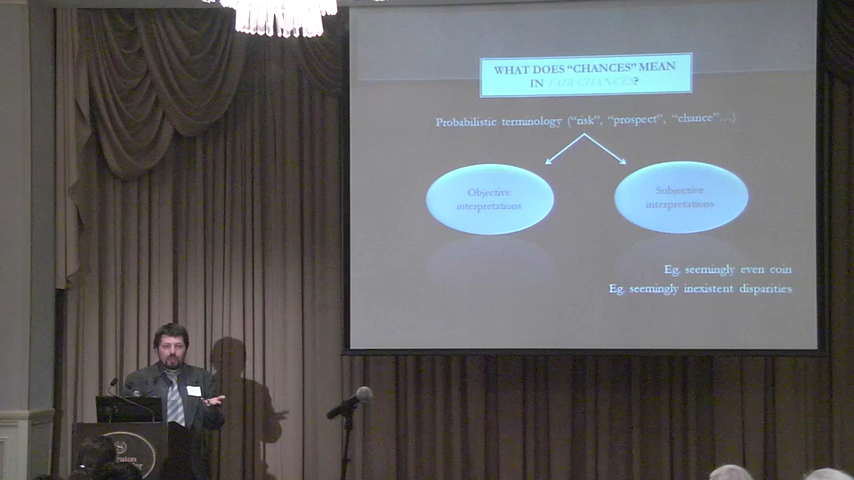 WHAT DOES "CHANCES" MEAN
IN FAIR CHANCES?
Probabilistic terminology ("risk", "prospect", "chance"...)
Objective
interpretations
Subjective
interpretations
Eg. seemingly even coin
Eg. seemingly inexistent disparities